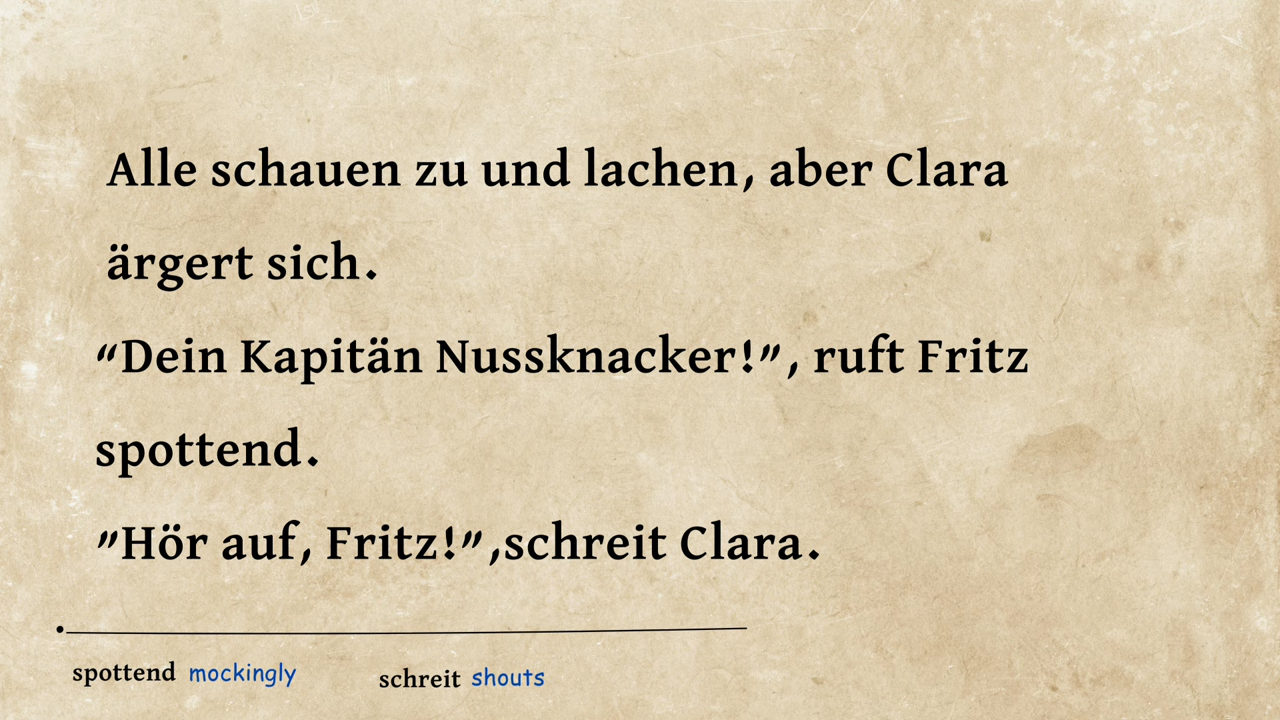 Alle schauen zu und lachen, aber Clara
ärgert sich.
“Dein Kapitän Nussknacker!”, ruft Fritz
spottend.
”Hör auf, Fritz!”,schreit Clara.
spottend mockingly schreit shouts